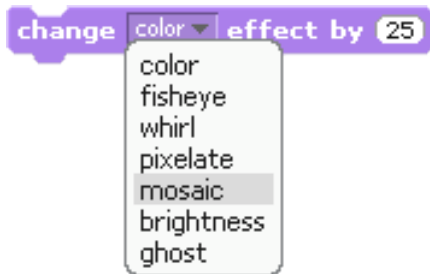 change color effect by 25
color
fisheye
whirl
pixelate
mosaic
brightness
ghost